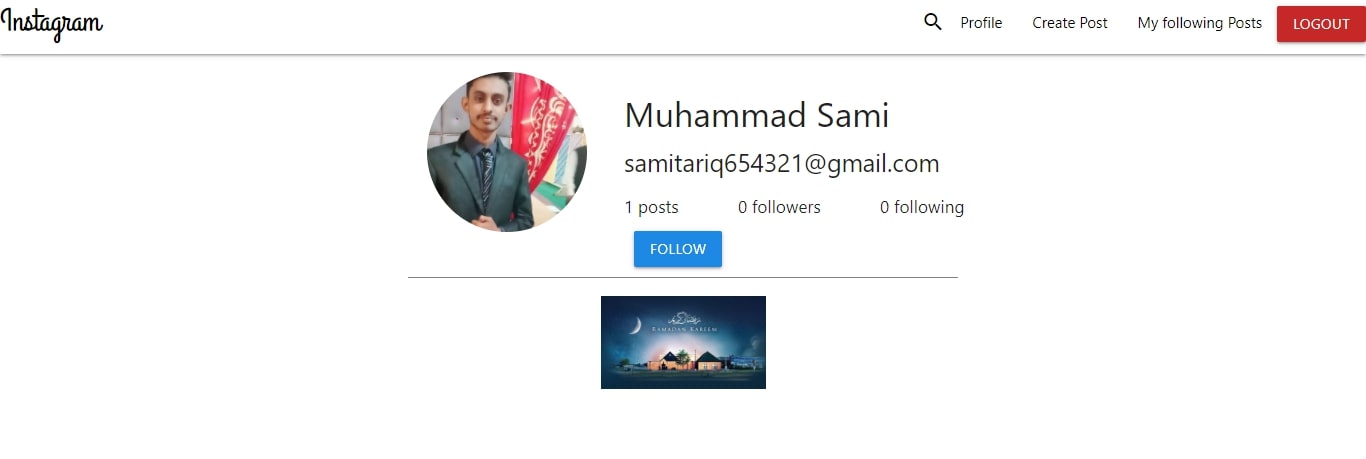 Instagram
Profile
Create Post
My following Posts
LOGOUT
Muhammad Sami
samitariq654321@gmail.com
1 posts
0 followers
0 following
FOLLOW
RAMADAN KAREEM